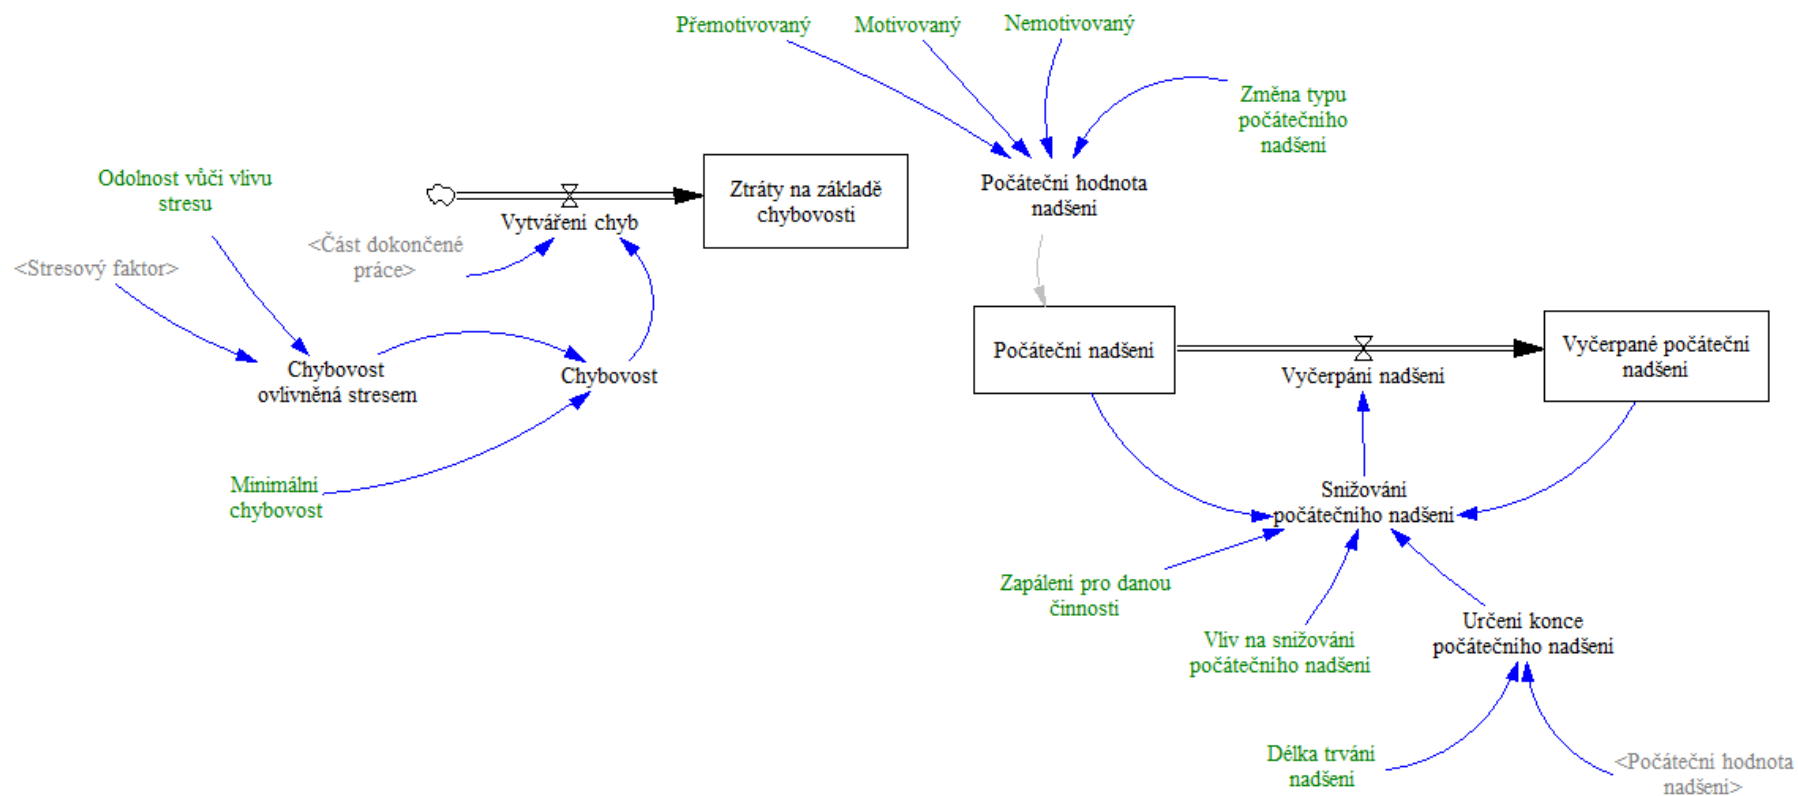 Přemotivovaný
Motivovaný
Nemotivovaný
Změna typu
počátečního
nadšení
Odolnost vůči vlivu
stresu
Ztráty na základě
chybovosti
Počáteční hodnota
nadšení
Vytváření chyb
<Část dokončené
práce>
<Stresový faktor>
Chybovost
ovlivněná stresem
Chybovost
Minimální
chybovost
Počáteční nadšení
Vyčerpání nadšení
Vyčerpané počáteční
nadšení
Snižování
počátečního nadšení
Zapálení pro danou
činnosti
Vliv na snižování
počátečního nadšení
Určení konce
počátečního nadšení
Délka trvání
nadšení
<Počáteční hodnota
nadšení>